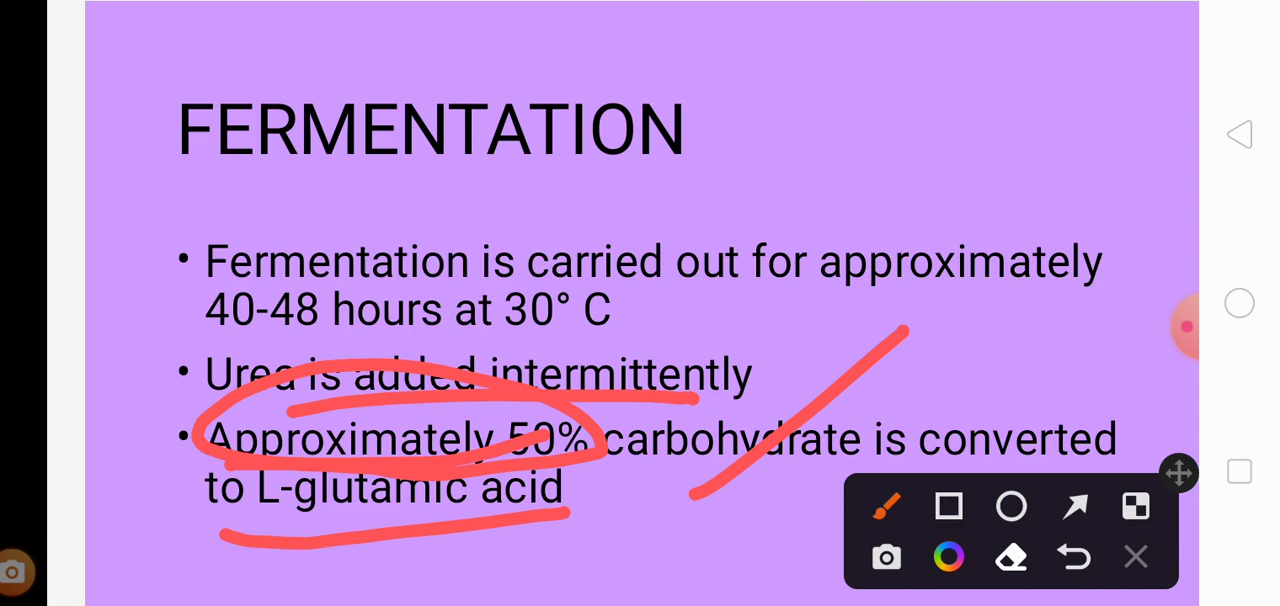 FERMENTATION
• Fermentation is carried out for approximately
40-48 hours at 30° C
• Urea is added intermittently
• Approximately 50% carbohydrate is converted
to L-glutamic acid